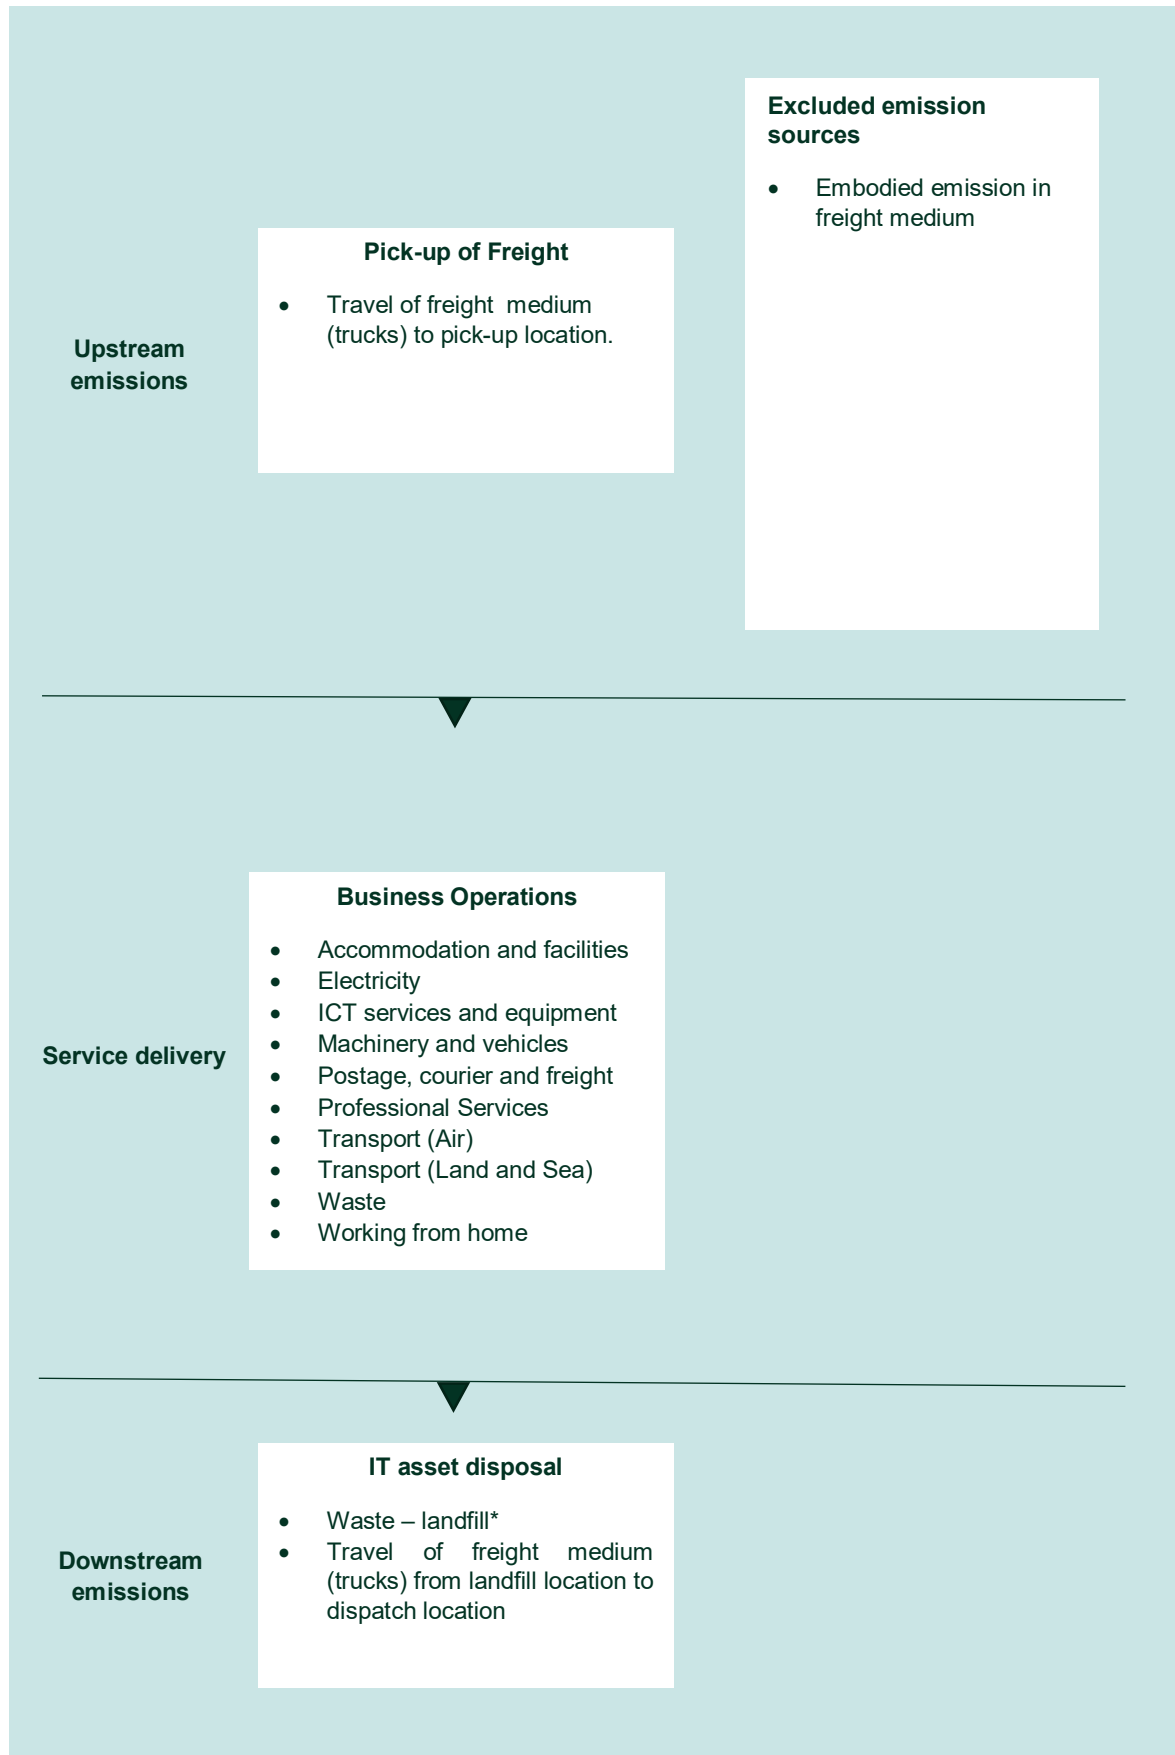 Excluded emission
sources
• Embodied emission in
freight medium
Pick-up of Freight
• Travel of freight medium
(trucks) to pick-up location.
Upstream
emissions
Business Operations
• Accommodation and facilities
• Electricity
• ICT services and equipment
• Machinery and vehicles
• Postage, courier and freight
• Professional Services
• Transport (Air)
• Transport (Land and Sea)
• Waste
• Working from home
Service delivery
IT asset disposal
• Waste – landfill*
• Travel of freight medium
(trucks) from landfill location to
dispatch location
Downstream
emissions